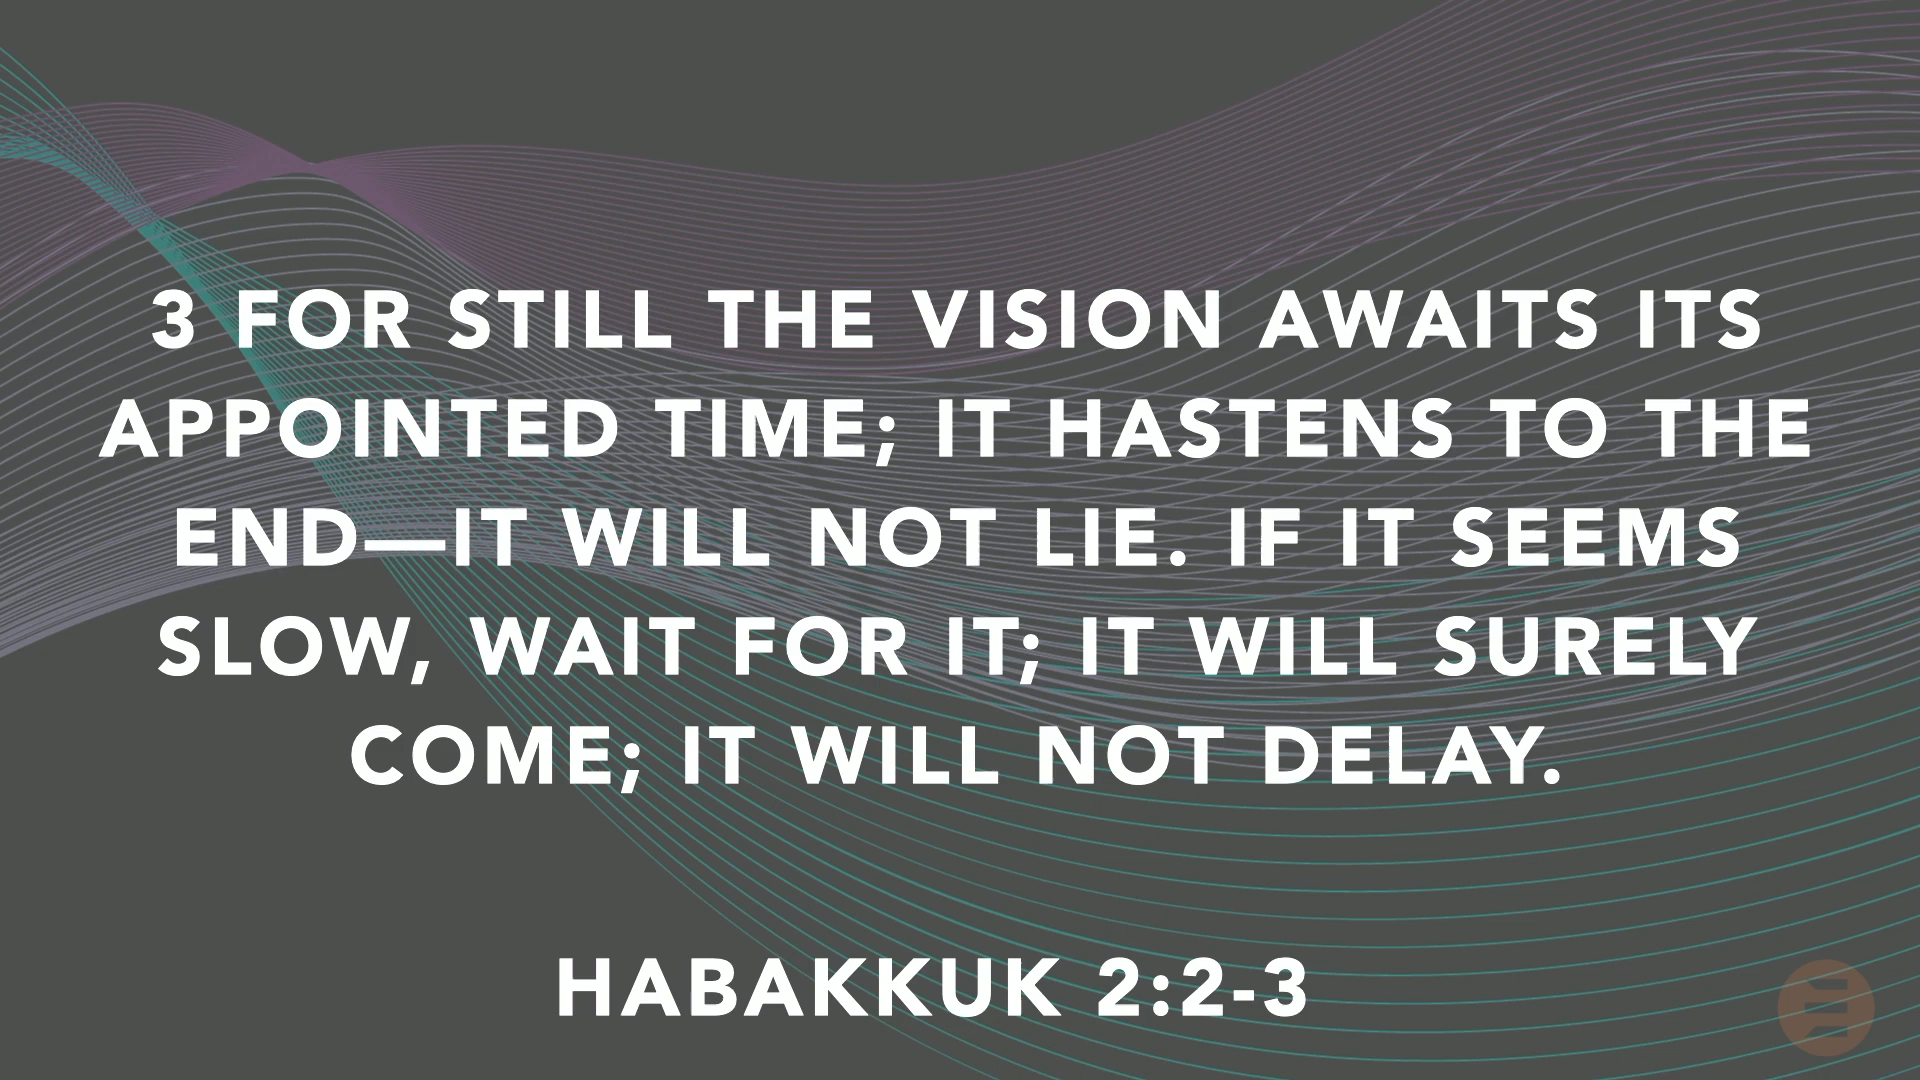 3 FOR STILL THE VISION AWAITS ITS
APPOINTED TIME; IT HASTENS TO THE
END—IT WILL NOT LIE. IF IT SEEMS
SLOW, WAIT FOR IT; IT WILL SURELY
COME; IT WILL NOT DELAY.
HABAKKUK 2:2-3